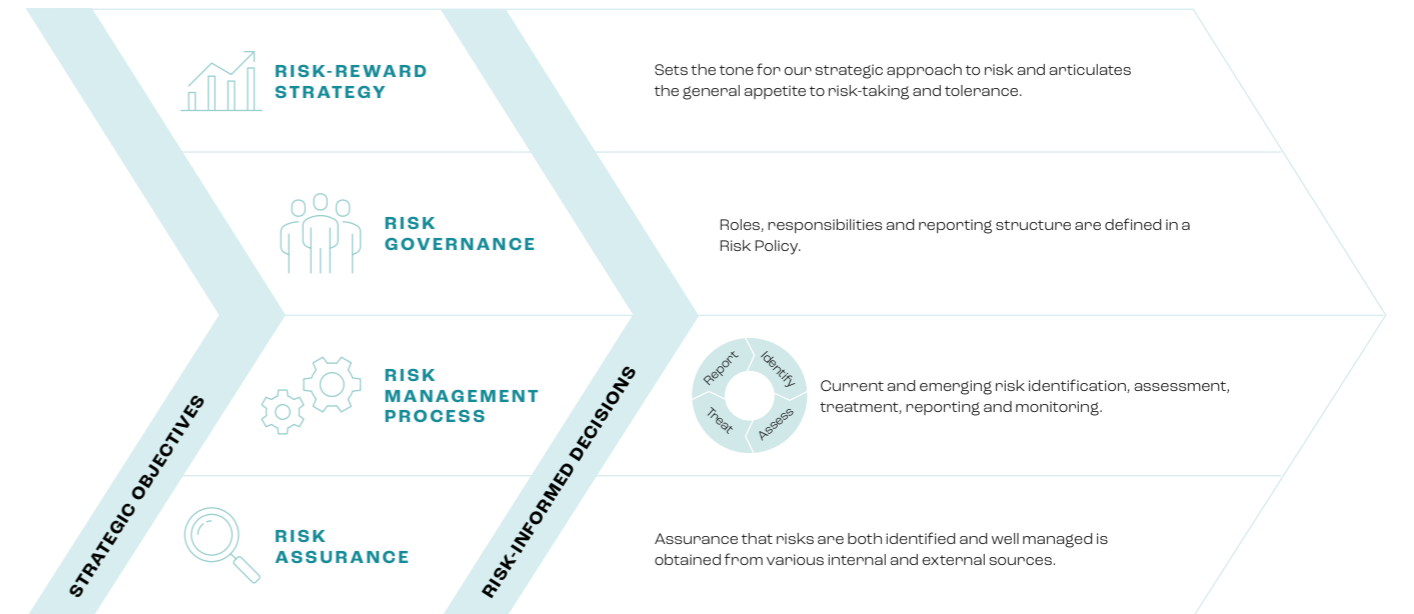 RISK-REWARD
STRATEGY
Sets the tone for our strategic approach to risk and articulates
the general appetite to risk-taking and tolerance.
RISK
GOVERNANCE
Roles, responsibilities and reporting structure are defined in a
Risk Policy.
STRATEGIC OBJECTIVES
RISK
MANAGEMENT
PROCESS
RISK-INFORMED DECISIONS
Report
Identify
Treat
Assess
Current and emerging risk identification, assessment,
treatment, reporting and monitoring.
RISK
ASSURANCE
Assurance that risks are both identified and well managed is
obtained from various internal and external sources.